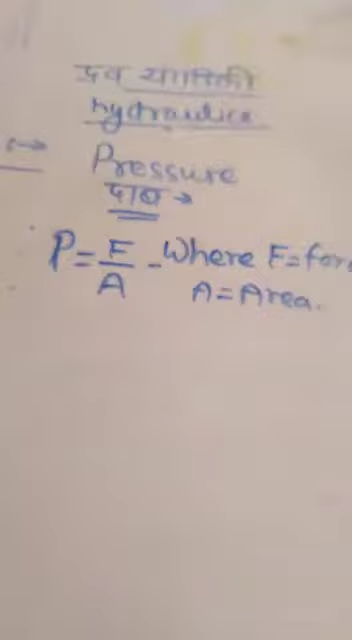 द्रव यांत्रिकी
hydraulics
Pressure
दाब →
P = F/A - Where F = for
A = Area.